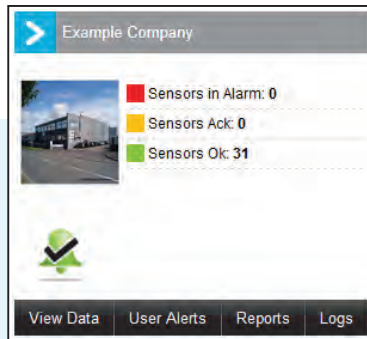 Example Company
Sensors in Alarm: 0
Sensors Ack: 0
Sensors Ok: 31
View Data User Alerts Reports Logs